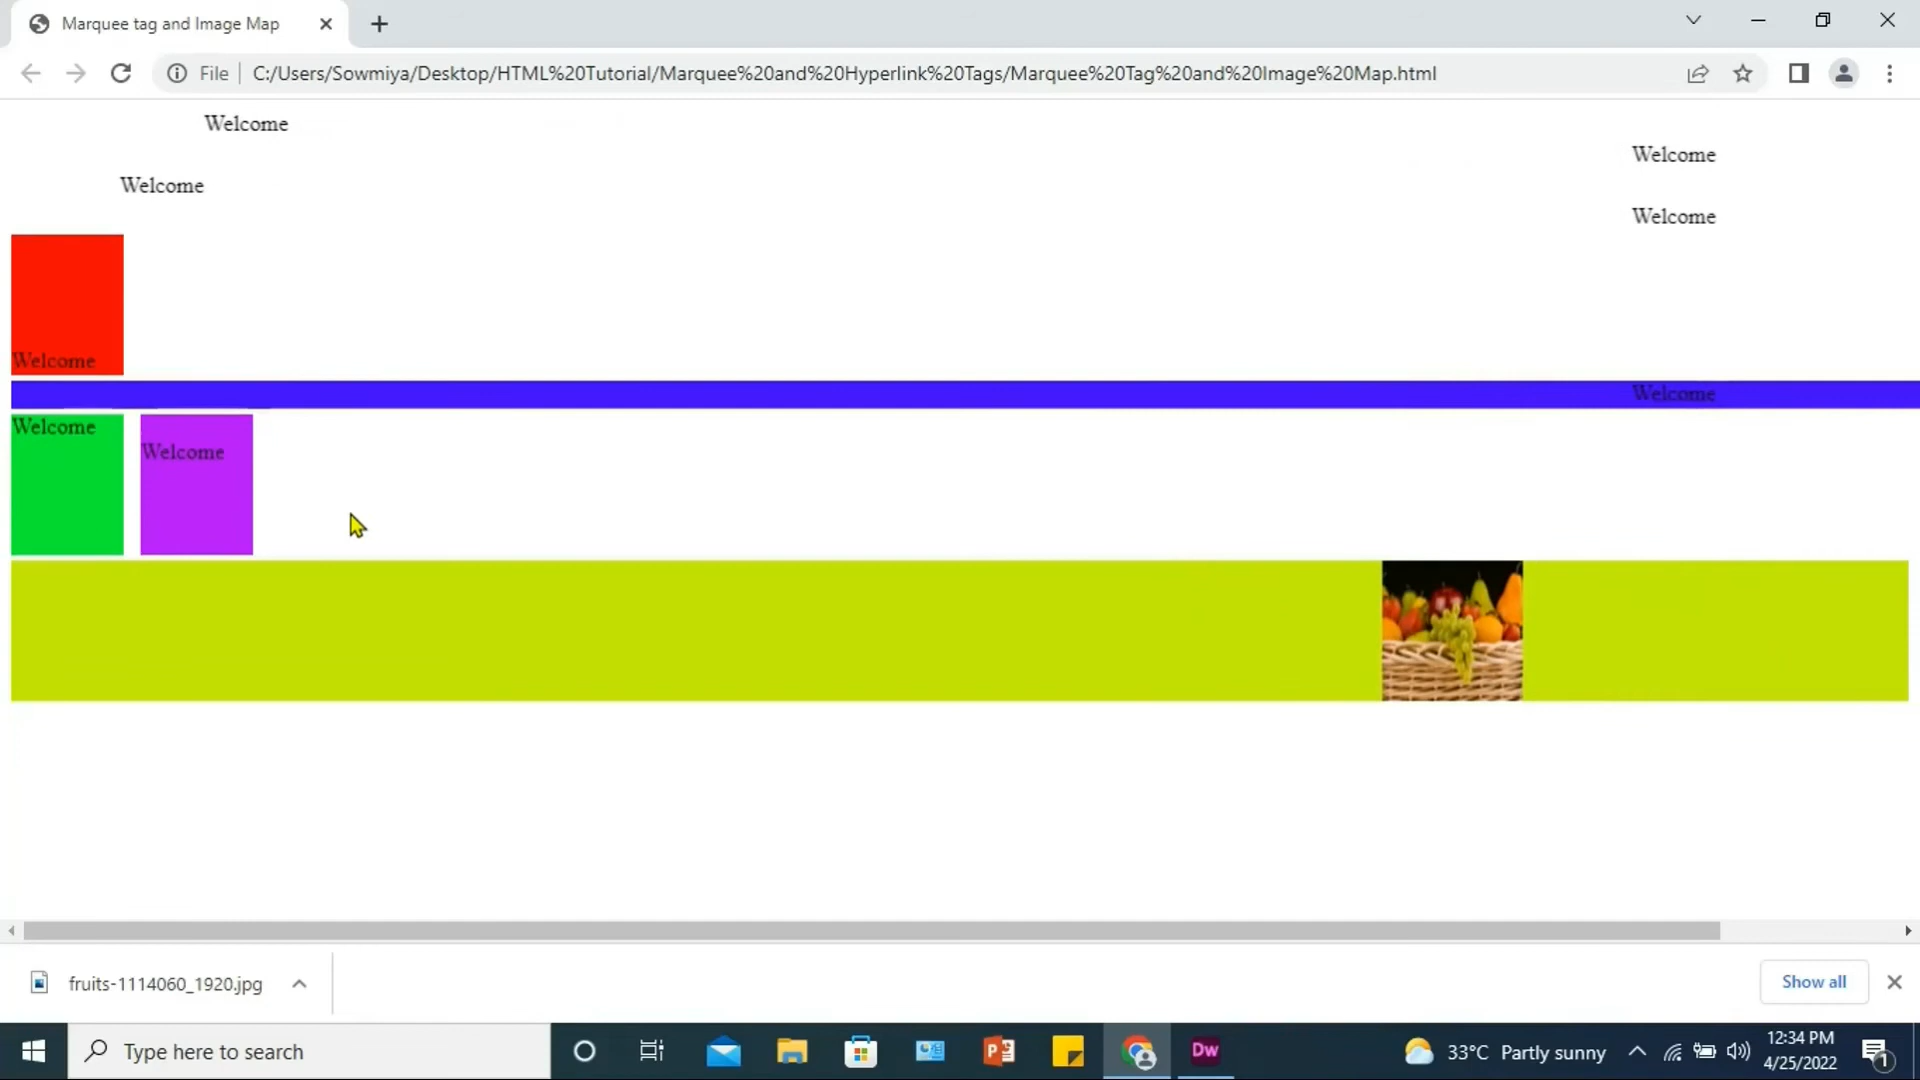 Marquee tag and Image Map
File
C:/Users/Sowmiya/Desktop/HTML%20Tutorial/Marquee%20and%20Hyperlink%20Tags/Marquee%20Tag%20and%20Image%20Map.html
Welcome
Welcome
Welcome
Welcome
Welcome
Welcome
Welcome
Welcome
fruits-1114060_1920.jpg
Show all
Type here to search
P
Dw
33°C Partly sunny
12:34 PM
4/25/2022
1